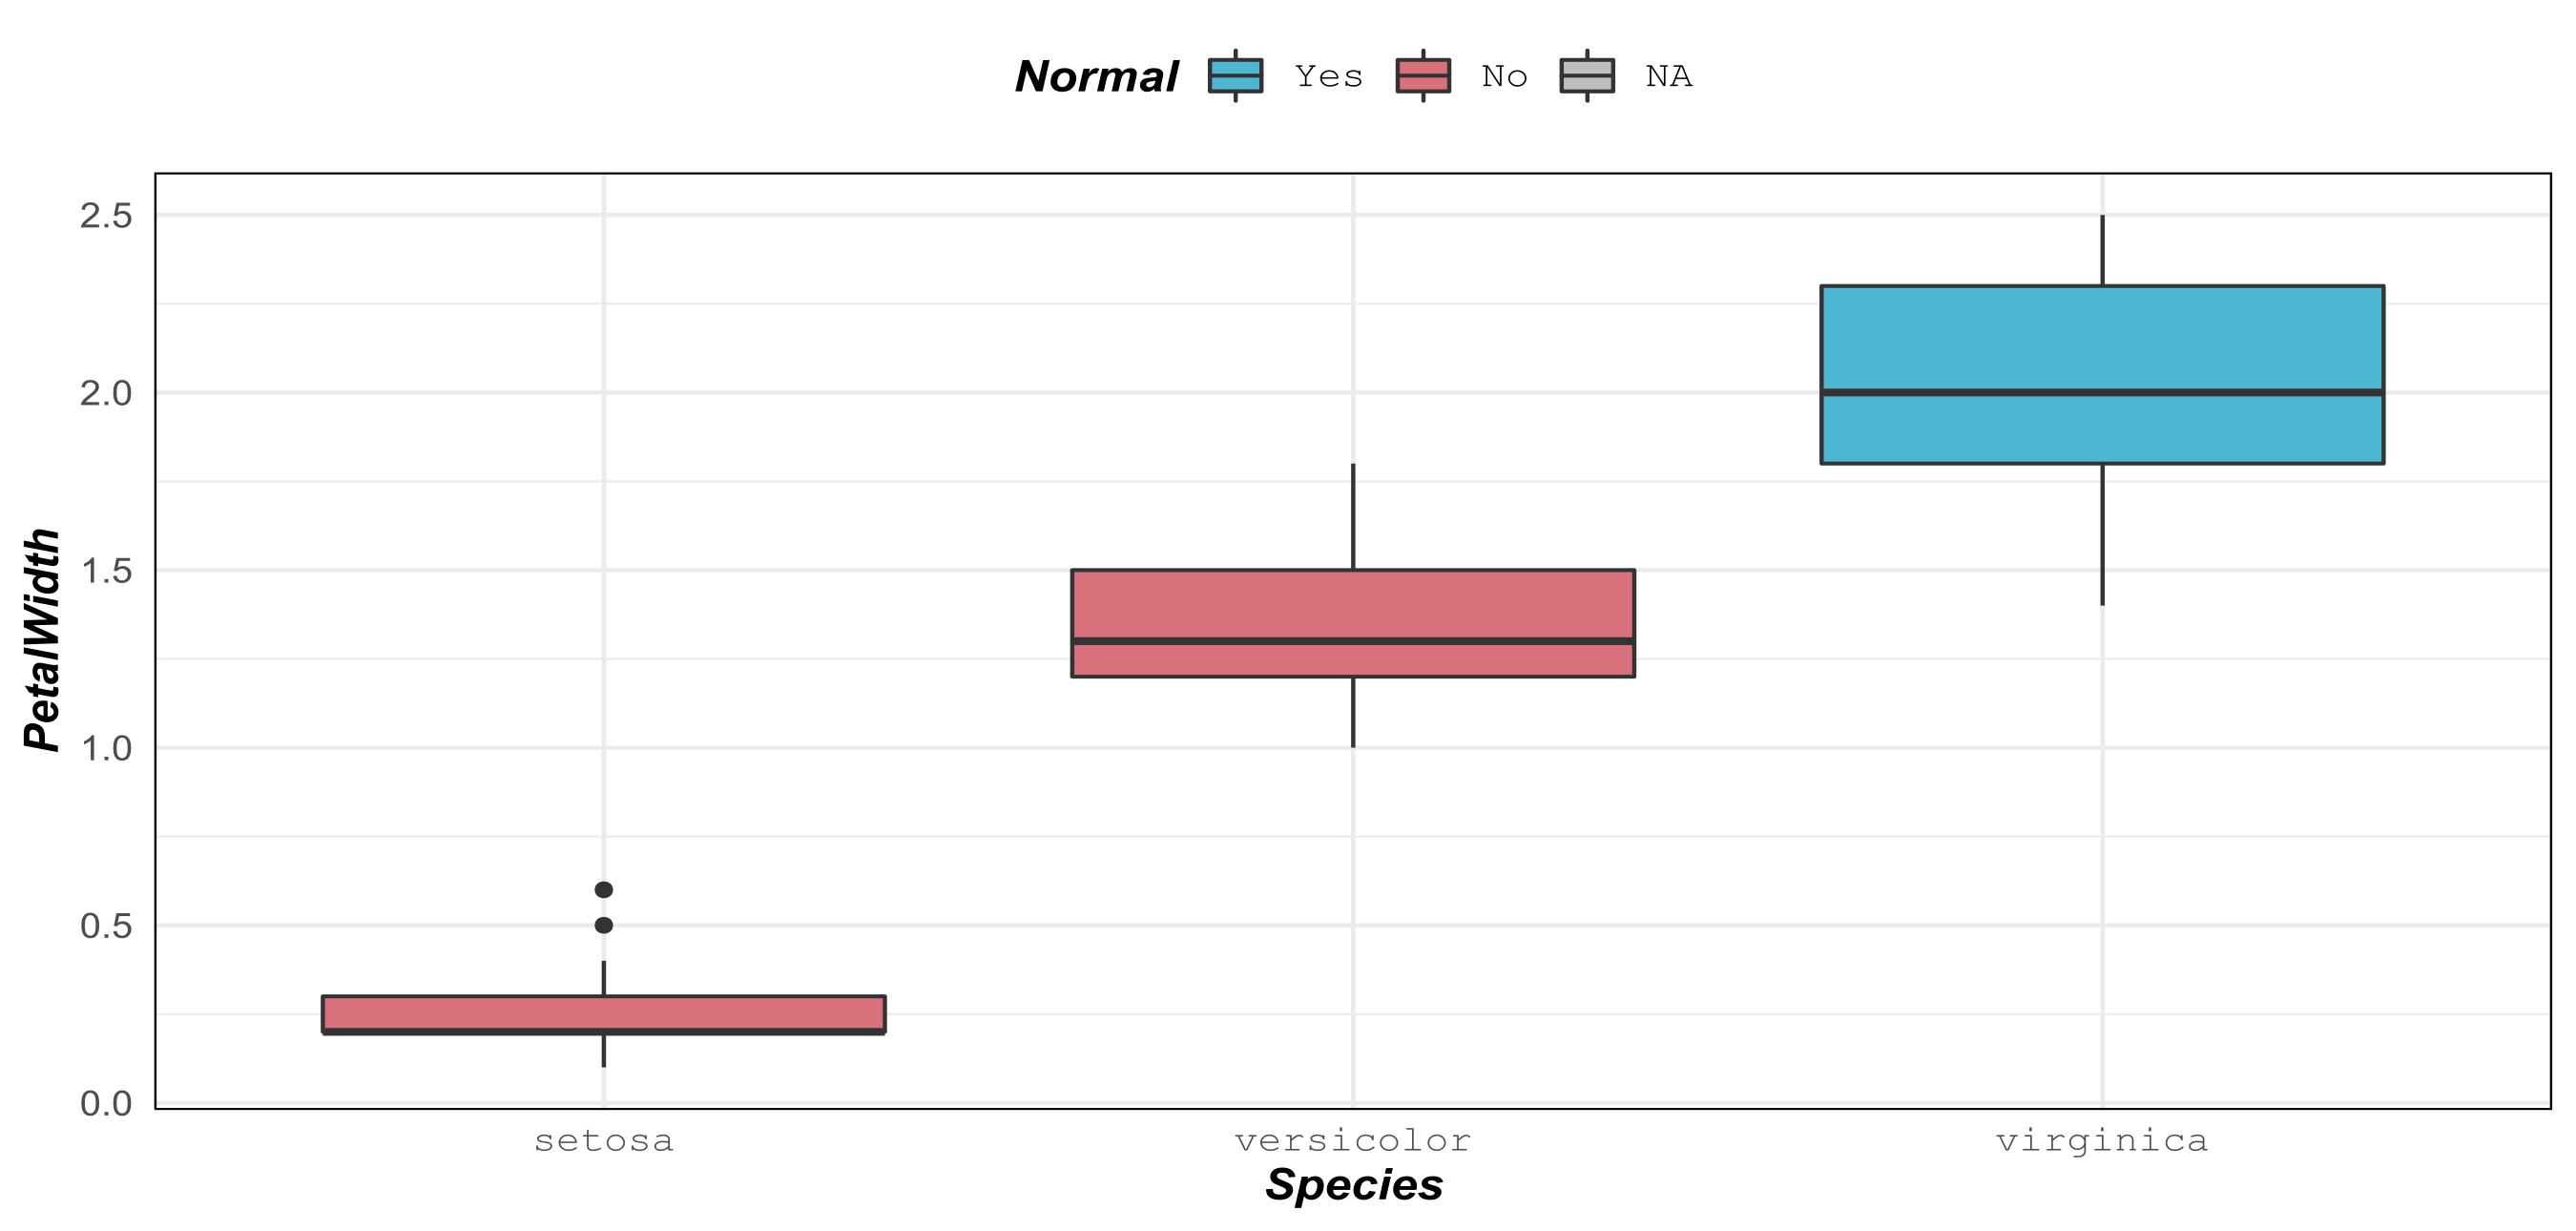 Normal Yes No NA
2.5
2.0
1.5
1.0
0.5
0.0
PetalWidth
setosa versicolor virginica
Species